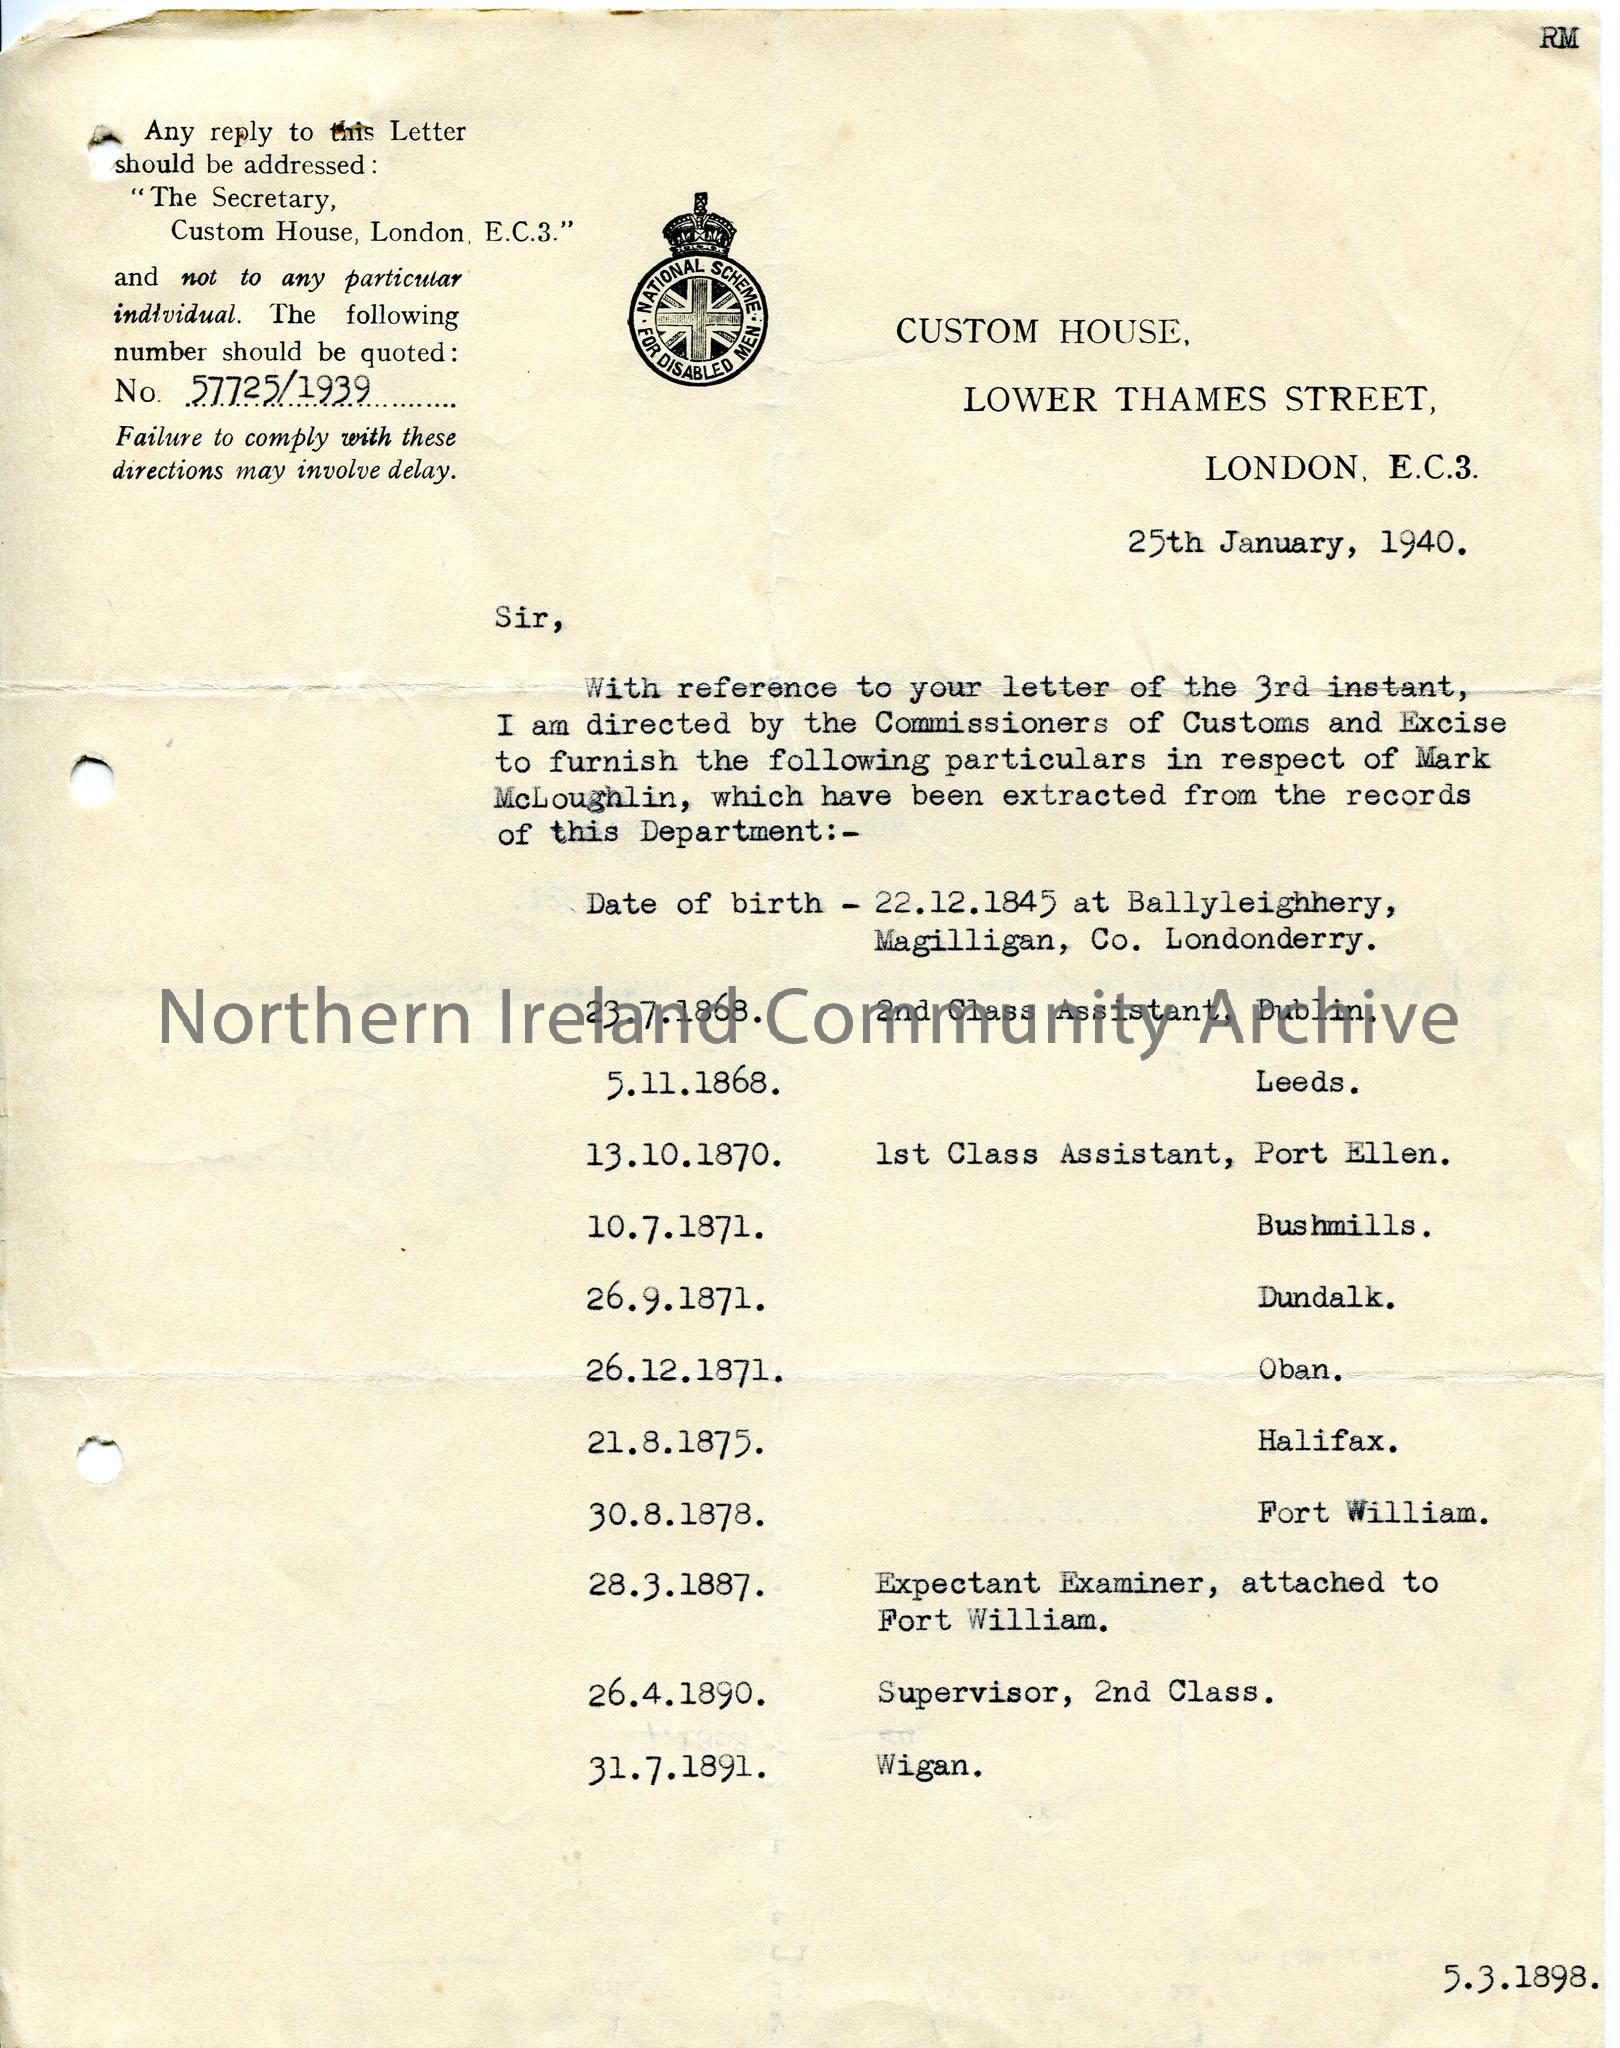 RM
Any reply to this Letter
should be addressed:
"The Secretary,
Custom House, London, E.C.3."
and not to any particular
individual. The following
number should be quoted:
No. 57725/1939
Failure to comply with these
directions may involve delay.
NATIONAL SCHEME
FOR DISABLED MEN
CUSTOM HOUSE,
LOWER THAMES STREET,
LONDON, E.C.3.
25th January, 1940.
Sir,
With reference to your letter of the 3rd instant,
I am directed by the Commissioners of Customs and Excise
to furnish the following particulars in respect of Mark
McLoughlin, which have been extracted from the records
of this Department:-
Date of birth - 22.12.1845 at Ballyleighhery,
Magilligan, Co. Londonderry.
23.7.1868. 2nd Class Assistant, Dublin.
Northern Ireland Community Archive
5.11.1868. Leeds.
13.10.1870. 1st Class Assistant, Port Ellen.
10.7.1871. Bushmills.
26.9.1871. Dundalk.
26.12.1871. Oban.
21.8.1875. Halifax.
30.8.1878. Fort William.
28.3.1887. Expectant Examiner, attached to
Fort William.
26.4.1890. Supervisor, 2nd Class.
31.7.1891. Wigan.
5.3.1898.